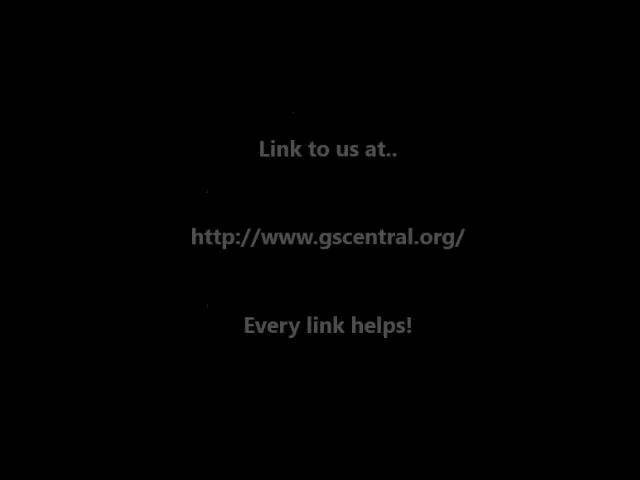 Link to us at..
http://www.gscentral.org/
Every link helps!